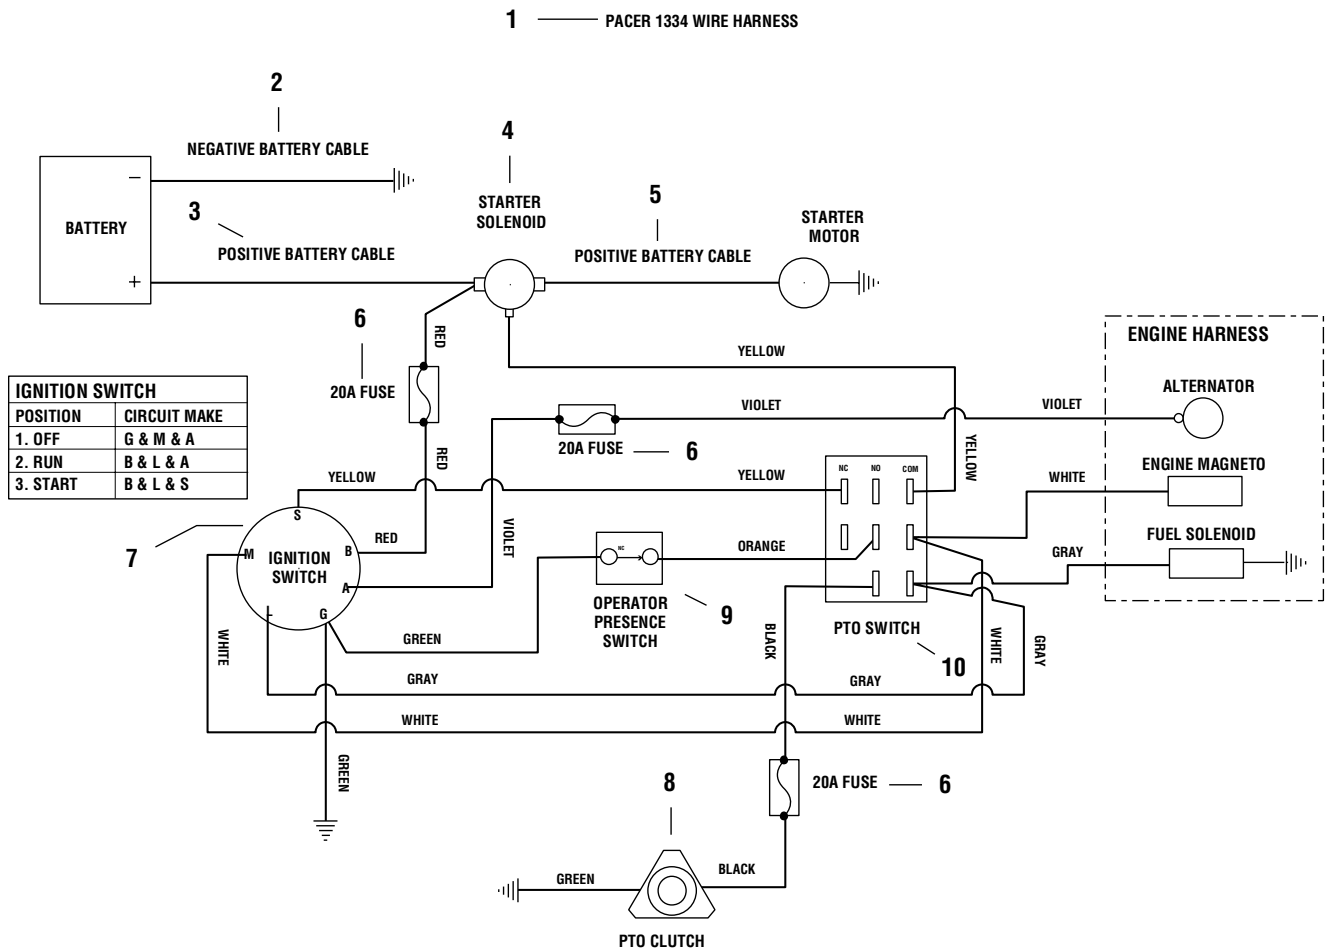 1 PACER 1334 WIRE HARNESS
2
NEGATIVE BATTERY CABLE
4
BATTERY
−
+
3
POSITIVE BATTERY CABLE
STARTER
SOLENOID
5
POSITIVE BATTERY CABLE
STARTER
MOTOR
6
20A FUSE
RED
RED
YELLOW
ENGINE HARNESS
ALTERNATOR
VIOLET
VIOLET
20A FUSE 6
YELLOW
ENGINE MAGNETO
WHITE
FUEL SOLENOID
GRAY
IGNITION SWITCH
POSITION CIRCUIT MAKE
1. OFF G & M & A
2. RUN B & L & A
3. START B & L & S
YELLOW
YELLOW
NC NO COM
7
S
M
B
A
L
G
IGNITION
SWITCH
RED
VIOLET
NC
ORANGE
OPERATOR
PRESENCE
SWITCH
9
PTO SWITCH
10
WHITE
GREEN
BLACK
WHITE
GRAY
GRAY
GRAY
WHITE
WHITE
GREEN
20A FUSE 6
8
GREEN
BLACK
PTO CLUTCH